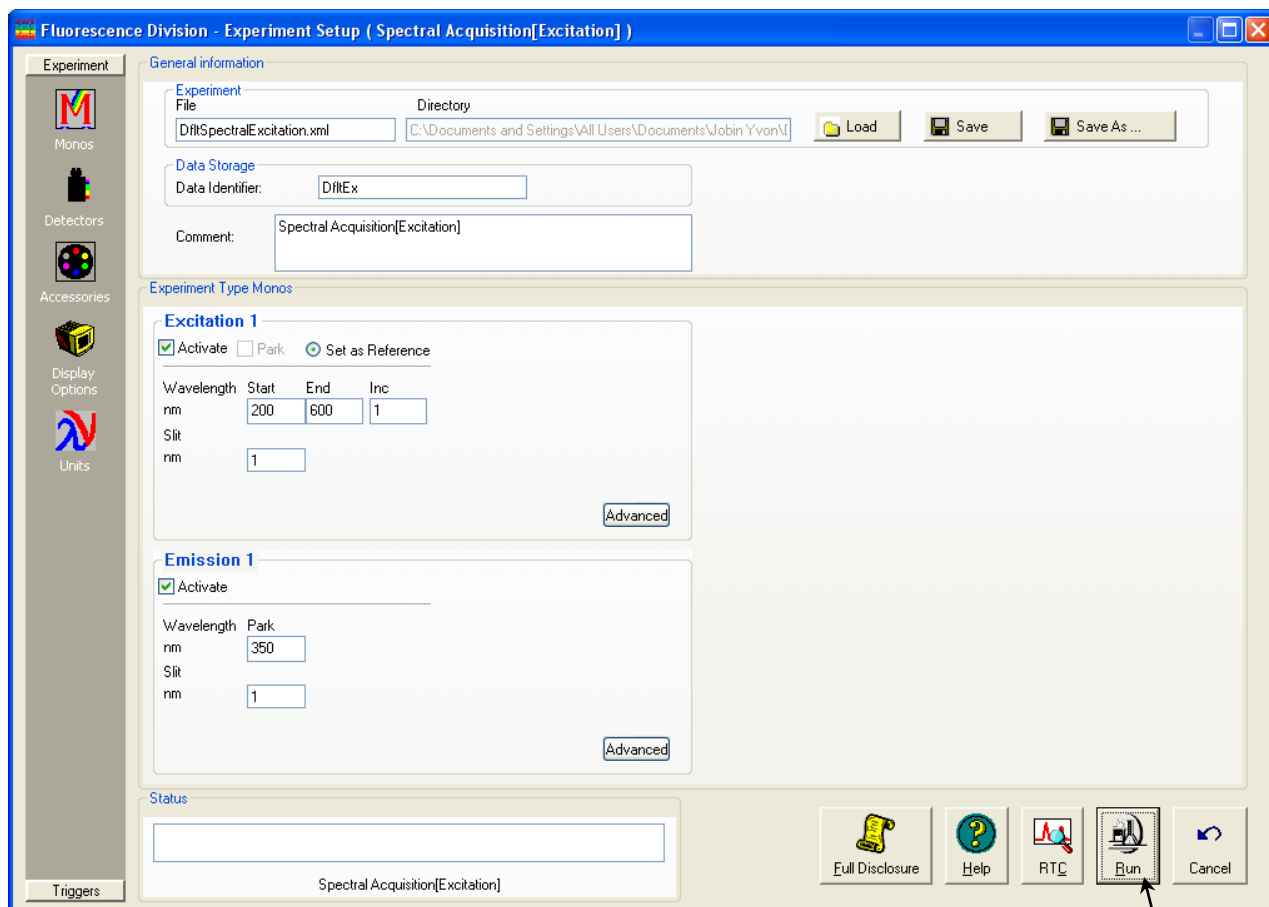 Fluorescence Division - Experiment Setup ( Spectral Acquisition[Excitation] )
Experiment
Monos
Detectors
Accessories
Display
Options
Units
Triggers
General information
Experiment
File Directory
DfltSpectralExcitation.xml C:\Documents and Settings\All Users\Documents\Jobin Yvon\ Load Save Save As ...
Data Storage
Data Identifier: DfltEx
Comment: Spectral Acquisition[Excitation]
Experiment Type Monos
Excitation 1
Activate Park Set as Reference
Wavelength Start End Inc
nm 200 600 1
Slit
nm 1
Advanced
Emission 1
Activate
Wavelength Park
nm 350
Slit
nm 1
Advanced
Status
Spectral Acquisition[Excitation]
Full Disclosure Help RTC Run Cancel